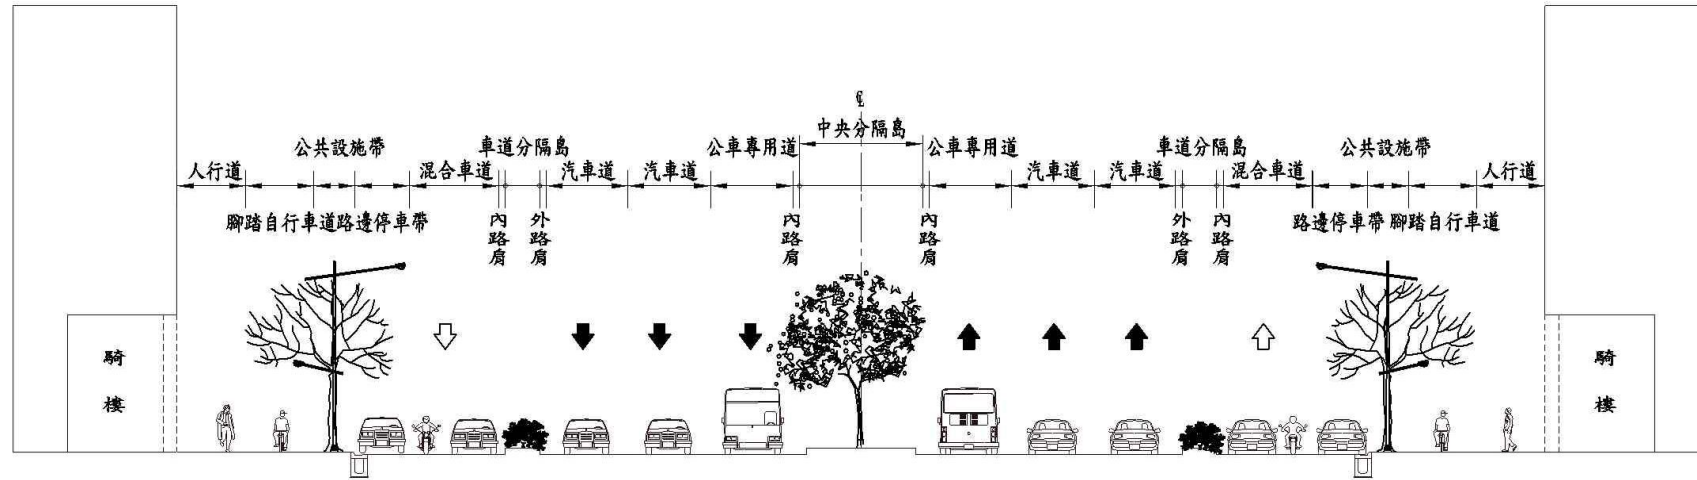 ℄
中央分隔島
公共設施帶 車道分隔島 公車專用道 公車專用道 車道分隔島 公共設施帶
人行道 混合車道 汽車道 汽車道 汽車道 汽車道 混合車道 人行道
腳踏自行車道 路邊停車帶 內路肩 外路肩 內路肩 內路肩 外路肩 內路肩 路邊停車帶 腳踏自行車道
騎樓
騎樓